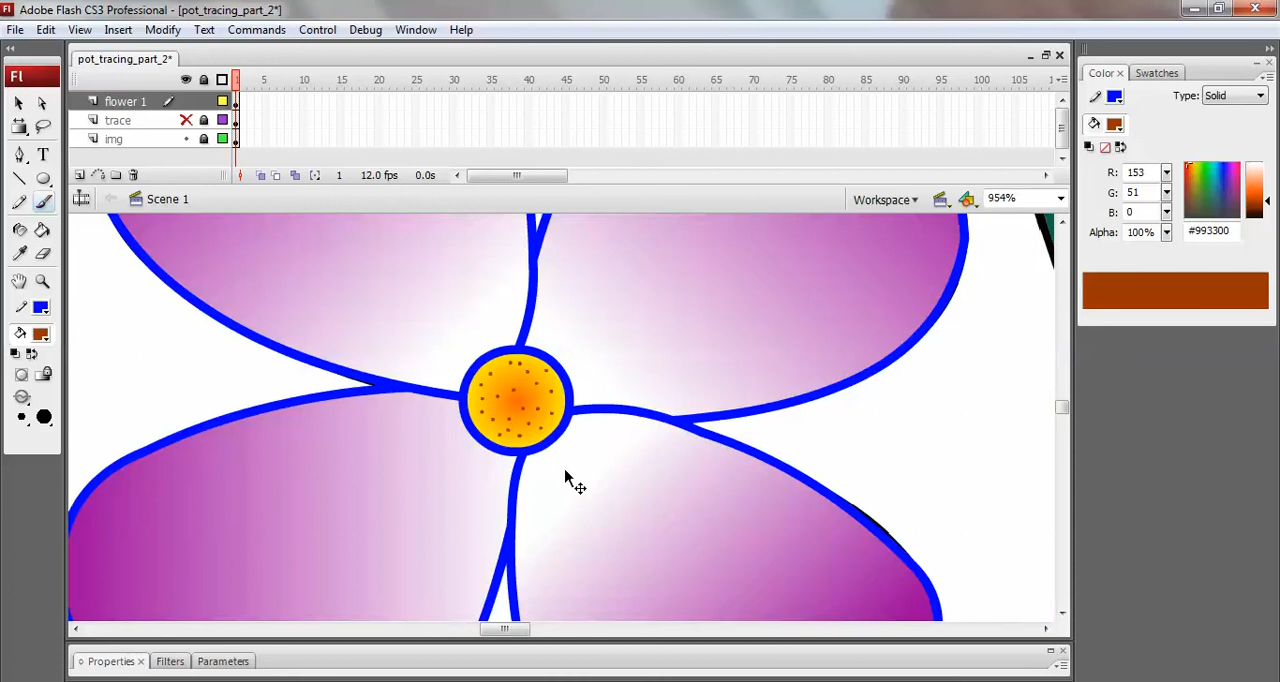 Fl Adobe Flash CS3 Professional - [pot_tracing_part_2*]
File Edit View Insert Modify Text Commands Control Debug Window Help
pot_tracing_part_2*
Fl
1 5 10 15 20 25 30 35 40 45 50 55 60 65 70 75 80 85 90 95 100 105 1
flower 1
trace
img
1 12.0 fps 0.0s
Scene 1
Workspace
954%
Color Swatches
Type: Solid
R: 153
G: 51
B: 0
Alpha: 100%
#993300
Properties Filters Parameters